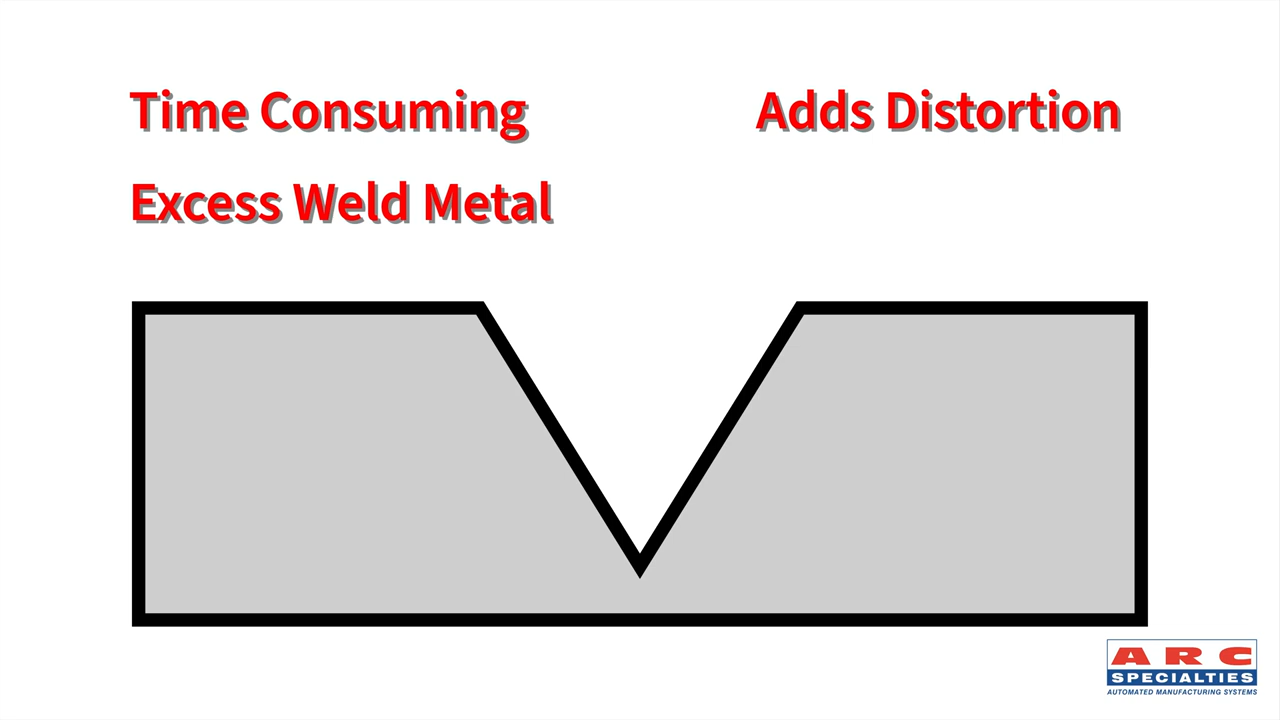 Time Consuming
Adds Distortion
Excess Weld Metal
ARC
SPECIALTIES
AUTOMATED MANUFACTURING SYSTEMS